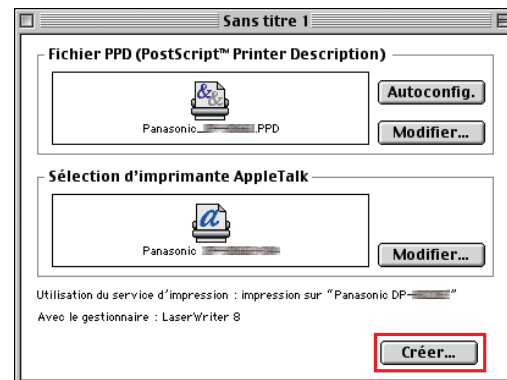 Sans titre 1
Fichier PPD (PostScript™ Printer Description)
Autoconfig.
Panasonic_ .PPD
Modifier...
Sélection d'imprimante AppleTalk
Panasonic
Modifier...
Utilisation du service d'impression : impression sur "Panasonic DP- "
Avec le gestionnaire : LaserWriter 8
Créer...